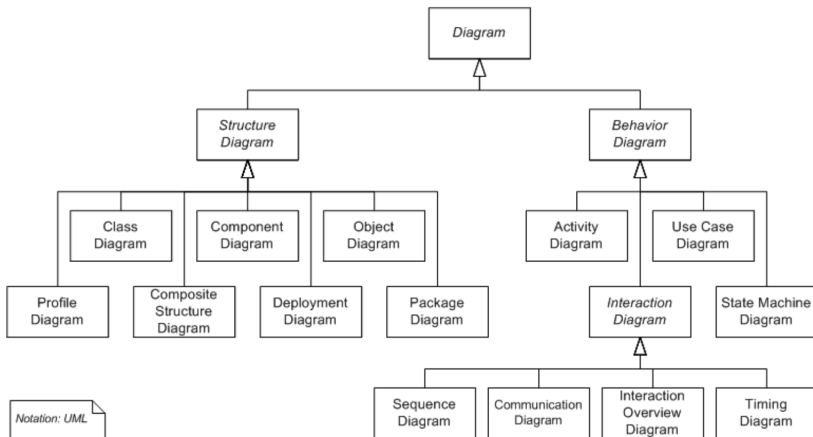 Diagram
Structure
Diagram
Behavior
Diagram
Class
Diagram
Component
Diagram
Object
Diagram
Activity
Diagram
Use Case
Diagram
Profile
Diagram
Composite
Structure
Diagram
Deployment
Diagram
Package
Diagram
Interaction
Diagram
State Machine
Diagram
Sequence
Diagram
Communication
Diagram
Interaction
Overview
Diagram
Timing
Diagram
Notation: UML